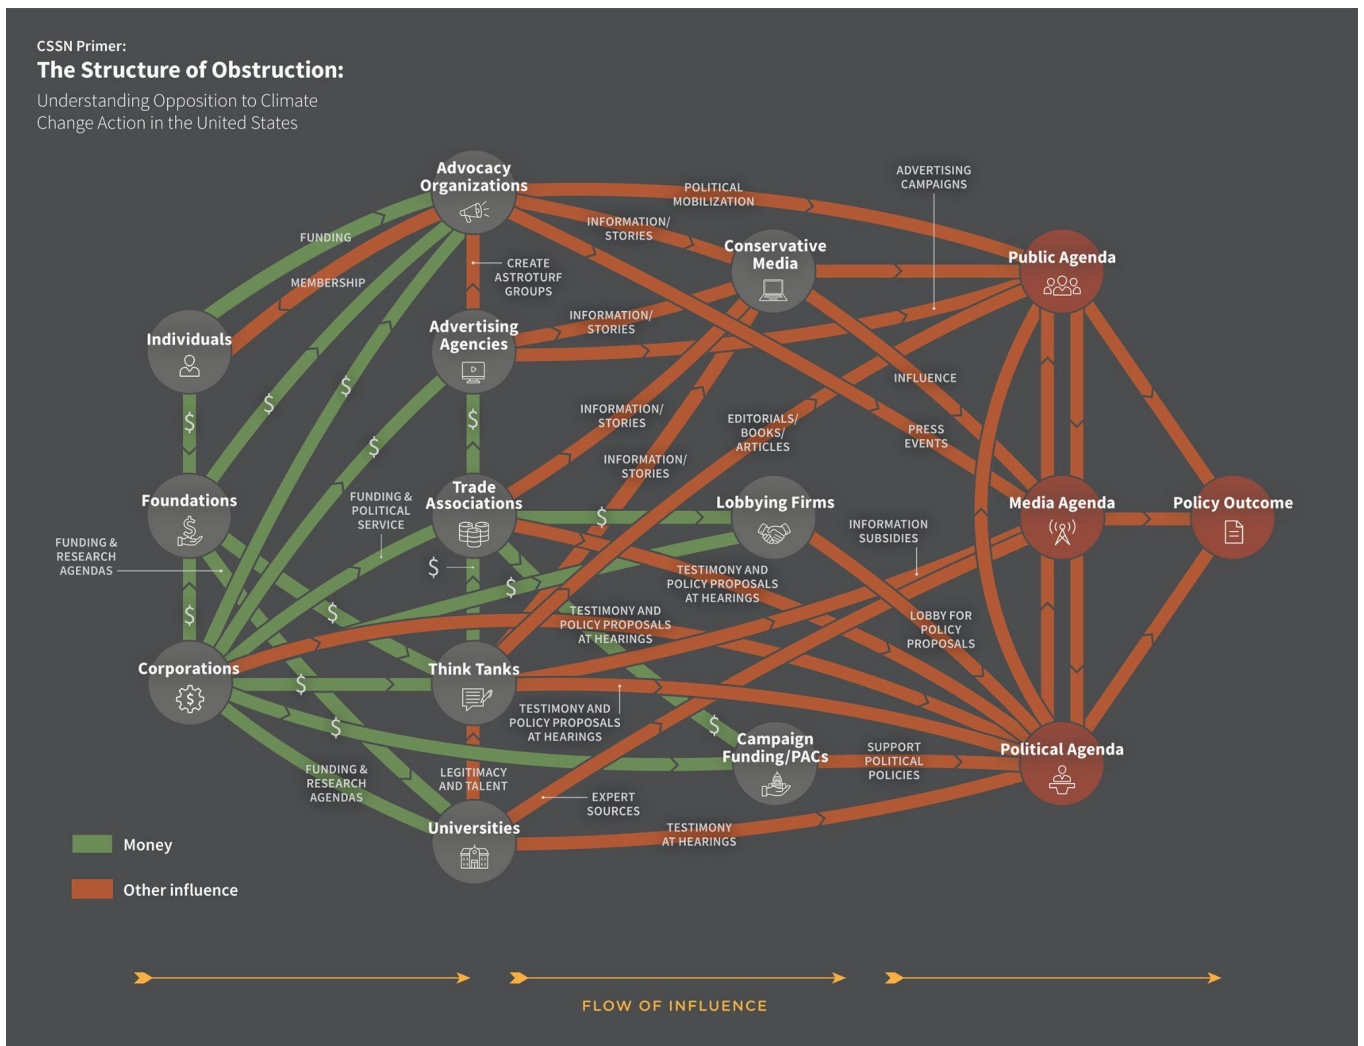 CSSN Primer:
The Structure of Obstruction:
Understanding Opposition to Climate
Change Action in the United States
Advocacy
Organizations
ADVERTISING
CAMPAIGNS
POLITICAL
MOBILIZATION
INFORMATION/
STORIES
FUNDING
Conservative
Media
Public Agenda
MEMBERSHIP
CREATE
ASTROTURF
GROUPS
Individuals
Advertising
Agencies
INFORMATION/
STORIES
INFLUENCE
$
$
$
$
$
INFORMATION/
STORIES
EDITORIALS/
BOOKS/
ARTICLES
PRESS
EVENTS
INFORMATION/
STORIES
Foundations
$
FUNDING &
POLITICAL
SERVICE
Trade
Associations
$
Lobbying Firms
INFORMATION
SUBSIDIES
Media Agenda
Policy Outcome
FUNDING &
RESEARCH
AGENDAS
$
$
TESTIMONY AND
POLICY PROPOSALS
AT HEARINGS
$
$
TESTIMONY AND
POLICY PROPOSALS
AT HEARINGS
LOBBY FOR
POLICY
PROPOSALS
Corporations
$
$
Think Tanks
$
$
TESTIMONY AND
POLICY PROPOSALS
AT HEARINGS
Campaign
Funding/PACs
SUPPORT
POLITICAL
POLICIES
Political Agenda
FUNDING &
RESEARCH
AGENDAS
LEGITIMACY
AND TALENT
EXPERT
SOURCES
Universities
TESTIMONY
AT HEARINGS
Money
Other influence
FLOW OF INFLUENCE